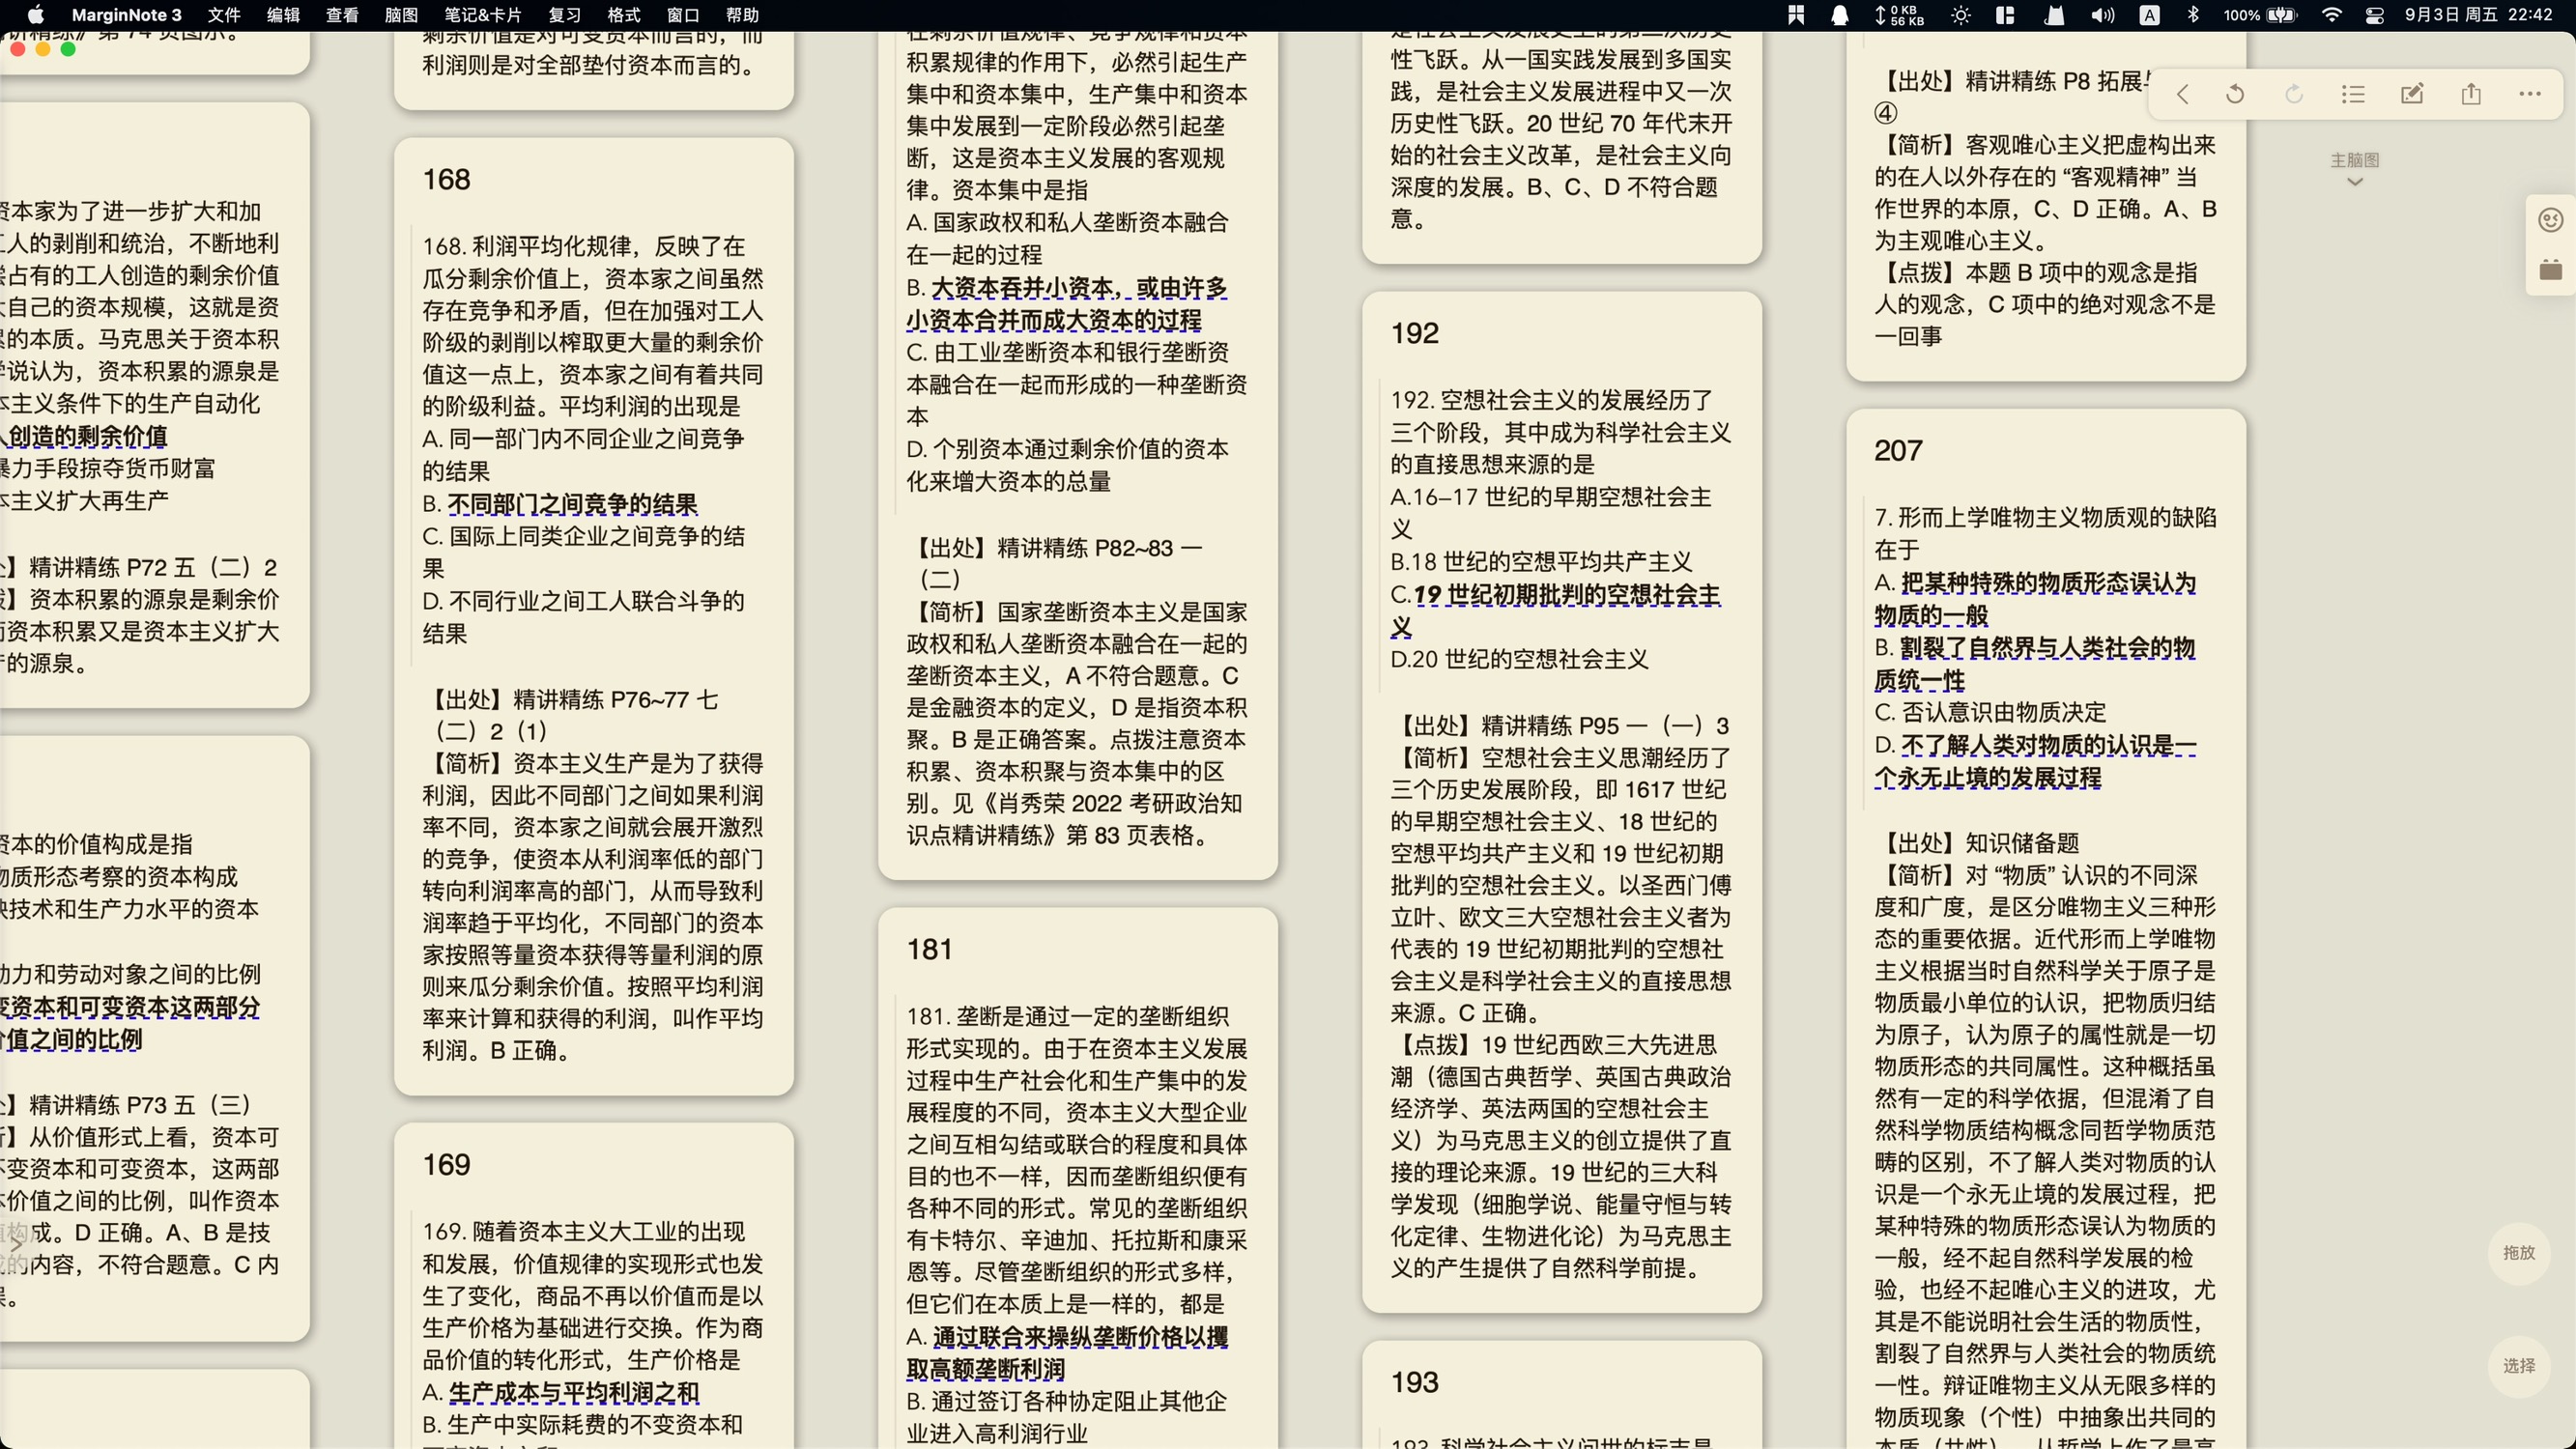 MarginNote 3 文件 编辑 查看 脑图 笔记&卡片 复习 格式 窗口 帮助
0 KB
56 KB
A
100%
9月3日 周五 22:42
资本家为了进一步扩大和加
工人的剥削和统治，不断地利
尝占有的工人创造的剩余价值
大自己的资本规模，这就是资
累的本质。马克思关于资本积
学说认为，资本积累的源泉是
本主义条件下的生产自动化
人创造的剩余价值
暴力手段掠夺货币财富
本主义扩大再生产
】精讲精练 P72 五（二）2
】资本积累的源泉是剩余价
而资本积累又是资本主义扩大
产的源泉。
资本的价值构成是指
物质形态考察的资本构成
映技术和生产力水平的资本
动力和劳动对象之间的比例
变资本和可变资本这两部分
价值之间的比例
】精讲精练 P73 五（三）
】从价值形式上看，资本可
不变资本和可变资本，这两部
本价值之间的比例，叫作资本
值构成。D 正确。A、B 是技
成的内容，不符合题意。C 内
误。
剩余价值是对可变资本而言的，而
利润则是对全部垫付资本而言的。
168
168. 利润平均化规律，反映了在
瓜分剩余价值上，资本家之间虽然
存在竞争和矛盾，但在加强对工人
阶级的剥削以榨取更大量的剩余价
值这一点上，资本家之间有着共同
的阶级利益。平均利润的出现是
A. 同一部门内不同企业之间竞争
的结果
B. 不同部门之间竞争的结果
C. 国际上同类企业之间竞争的结
果
D. 不同行业之间工人联合斗争的
结果
【出处】精讲精练 P76~77 七
（二）2（1）
【简析】资本主义生产是为了获得
利润，因此不同部门之间如果利润
率不同，资本家之间就会展开激烈
的竞争，使资本从利润率低的部门
转向利润率高的部门，从而导致利
润率趋于平均化，不同部门的资本
家按照等量资本获得等量利润的原
则来瓜分剩余价值。按照平均利润
率来计算和获得的利润，叫作平均
利润。B 正确。
169
169. 随着资本主义大工业的出现
和发展，价值规律的实现形式也发
生了变化，商品不再以价值而是以
生产价格为基础进行交换。作为商
品价值的转化形式，生产价格是
A. 生产成本与平均利润之和
B. 生产中实际耗费的不变资本和
在剩余价值规律、竞争规律和资本
积累规律的作用下，必然引起生产
集中和资本集中，生产集中和资本
集中发展到一定阶段必然引起垄
断，这是资本主义发展的客观规
律。资本集中是指
A. 国家政权和私人垄断资本融合
在一起的过程
B. 大资本吞并小资本，或由许多
小资本合并而成大资本的过程
C. 由工业垄断资本和银行垄断资
本融合在一起而形成的一种垄断资
本
D. 个别资本通过剩余价值的资本
化来增大资本的总量
【出处】精讲精练 P82~83 一
（二）
【简析】国家垄断资本主义是国家
政权和私人垄断资本融合在一起的
垄断资本主义，A 不符合题意。C
是金融资本的定义，D 是指资本积
聚。B 是正确答案。点拨注意资本
积累、资本积聚与资本集中的区
别。见《肖秀荣 2022 考研政治知
识点精讲精练》第 83 页表格。
181
181. 垄断是通过一定的垄断组织
形式实现的。由于在资本主义发展
过程中生产社会化和生产集中的发
展程度的不同，资本主义大型企业
之间互相勾结或联合的程度和具体
目的也不一样，因而垄断组织便有
各种不同的形式。常见的垄断组织
有卡特尔、辛迪加、托拉斯和康采
恩等。尽管垄断组织的形式多样，
但它们在本质上是一样的，都是
A. 通过联合来操纵垄断价格以攫
取高额垄断利润
B. 通过签订各种协定阻止其他企
业进入高利润行业
是社会主义发展史上的第二次历史
性飞跃。从一国实践发展到多国实
践，是社会主义发展进程中又一次
历史性飞跃。20 世纪 70 年代末开
始的社会主义改革，是社会主义向
深度的发展。B、C、D 不符合题
意。
192
192. 空想社会主义的发展经历了
三个阶段，其中成为科学社会主义
的直接思想来源的是
A.16–17 世纪的早期空想社会主
义
B.18 世纪的空想平均共产主义
C.19 世纪初期批判的空想社会主
义
D.20 世纪的空想社会主义
【出处】精讲精练 P95 一（一）3
【简析】空想社会主义思潮经历了
三个历史发展阶段，即 1617 世纪
的早期空想社会主义、18 世纪的
空想平均共产主义和 19 世纪初期
批判的空想社会主义。以圣西门傅
立叶、欧文三大空想社会主义者为
代表的 19 世纪初期批判的空想社
会主义是科学社会主义的直接思想
来源。C 正确。
【点拨】19 世纪西欧三大先进思
潮（德国古典哲学、英国古典政治
经济学、英法两国的空想社会主
义）为马克思主义的创立提供了直
接的理论来源。19 世纪的三大科
学发现（细胞学说、能量守恒与转
化定律、生物进化论）为马克思主
义的产生提供了自然科学前提。
193
193. 科学社会主义问世的标志是
【出处】精讲精练 P8 拓展
④
【简析】客观唯心主义把虚构出来
的在人以外存在的 “客观精神” 当
作世界的本原，C、D 正确。A、B
为主观唯心主义。
【点拨】本题 B 项中的观念是指
人的观念，C 项中的绝对观念不是
一回事
207
7. 形而上学唯物主义物质观的缺陷
在于
A. 把某种特殊的物质形态误认为
物质的一般
B. 割裂了自然界与人类社会的物
质统一性
C. 否认意识由物质决定
D. 不了解人类对物质的认识是一
个永无止境的发展过程
【出处】知识储备题
【简析】对 “物质” 认识的不同深
度和广度，是区分唯物主义三种形
态的重要依据。近代形而上学唯物
主义根据当时自然科学关于原子是
物质最小单位的认识，把物质归结
为原子，认为原子的属性就是一切
物质形态的共同属性。这种概括虽
然有一定的科学依据，但混淆了自
然科学物质结构概念同哲学物质范
畴的区别，不了解人类对物质的认
识是一个永无止境的发展过程，把
某种特殊的物质形态误认为物质的
一般，经不起自然科学发展的检
验，也经不起唯心主义的进攻，尤
其是不能说明社会生活的物质性，
割裂了自然界与人类社会的物质统
一性。辩证唯物主义从无限多样的
物质现象（个性）中抽象出共同的
主脑图
拖放
选择